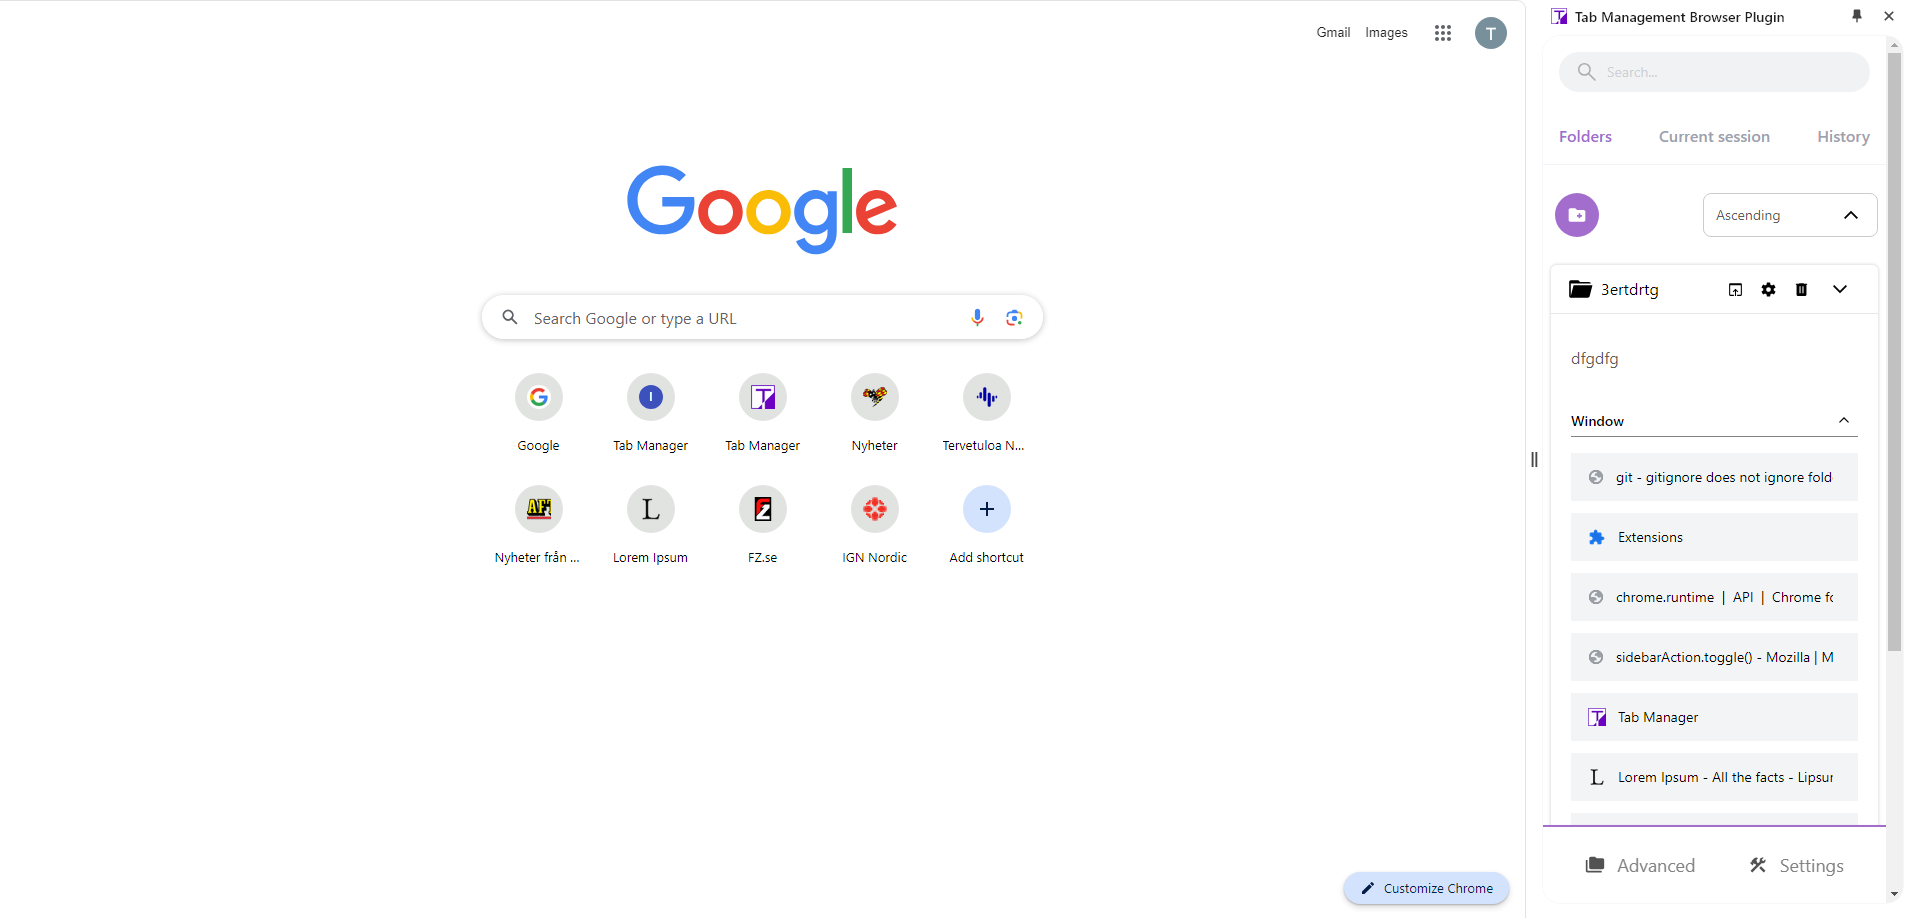 Gmail Images T
Google
Search Google or type a URL
Google
I
Tab Manager
T
Tab Manager
Nyheter
Tervetuloa N...
AF
Nyheter från ...
L
Lorem Ipsum
FZ.se
IGN Nordic
Add shortcut
Customize Chrome
T Tab Management Browser Plugin
Search...
Folders Current session History
Ascending
3ertdrtg
dfgdfg
Window
git - gitignore does not ignore fold
Extensions
chrome.runtime | API | Chrome fo
sidebarAction.toggle() - Mozilla | M
T Tab Manager
L Lorem Ipsum - All the facts - Lipsum
Advanced Settings